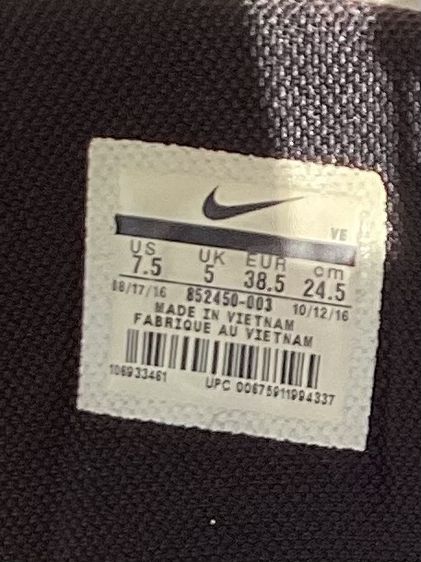 VE
US UK EUR cm
7.5 5 38.5 24.5
08/17/16 852450-003 10/12/16
MADE IN VIETNAM
FABRIQUE AU VIETNAM
106933461 UPC 00675911994337